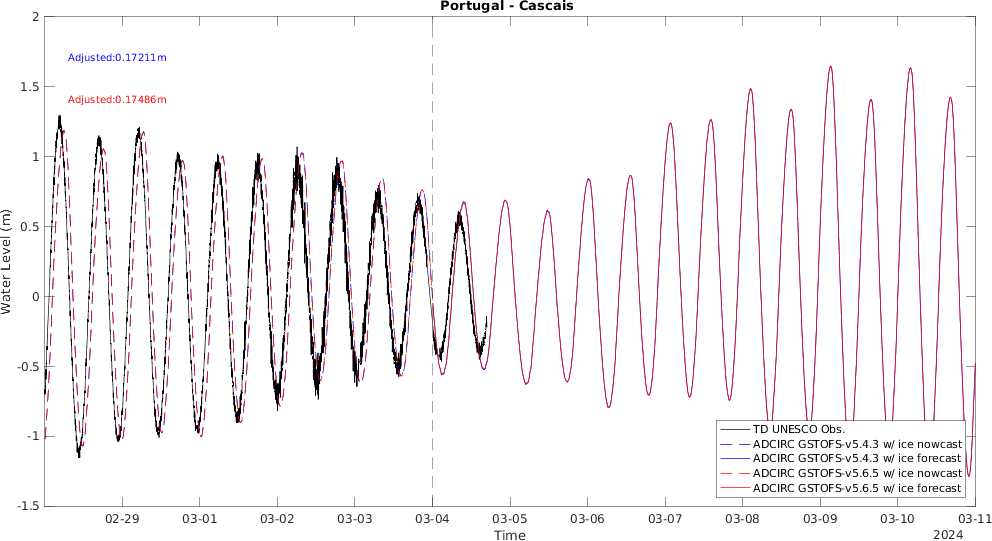 Portugal - Cascais
Adjusted:0.17211m
Adjusted:0.17486m
Water Level (m)
2
1.5
1
0.5
0
-0.5
-1
-1.5
TD UNESCO Obs.
ADCIRC GSTOFS-v5.4.3 w/ ice nowcast
ADCIRC GSTOFS-v5.4.3 w/ ice forecast
ADCIRC GSTOFS-v5.6.5 w/ ice nowcast
ADCIRC GSTOFS-v5.6.5 w/ ice forecast
02-29 03-01 03-02 03-03 03-04 03-05 03-06 03-07 03-08 03-09 03-10 03-11
Time
2024